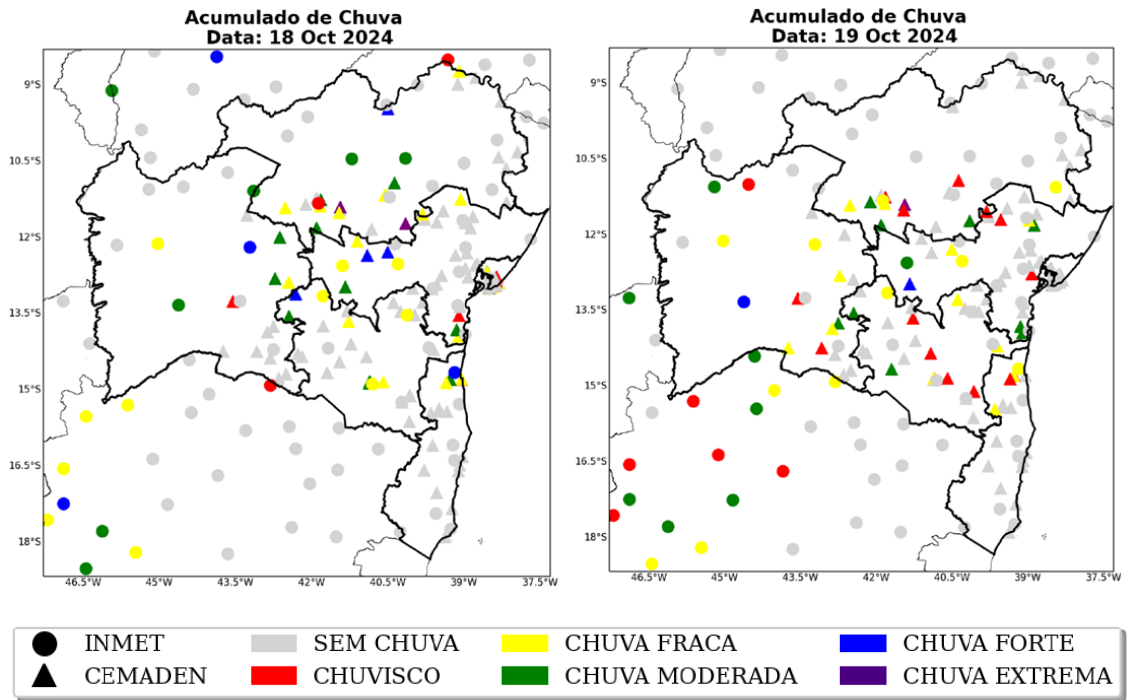 Acumulado de Chuva
Data: 18 Oct 2024
9°S
10.5°S
12°S
13.5°S
15°S
16.5°S
18°S
46.5°W
45°W
43.5°W
42°W
40.5°W
39°W
37.5°W
Acumulado de Chuva
Data: 19 Oct 2024
9°S
10.5°S
12°S
13.5°S
15°S
16.5°S
18°S
46.5°W
45°W
43.5°W
42°W
40.5°W
39°W
37.5°W
INMET
CEMADEN
SEM CHUVA
CHUVISCO
CHUVA FRACA
CHUVA MODERADA
CHUVA FORTE
CHUVA EXTREMA